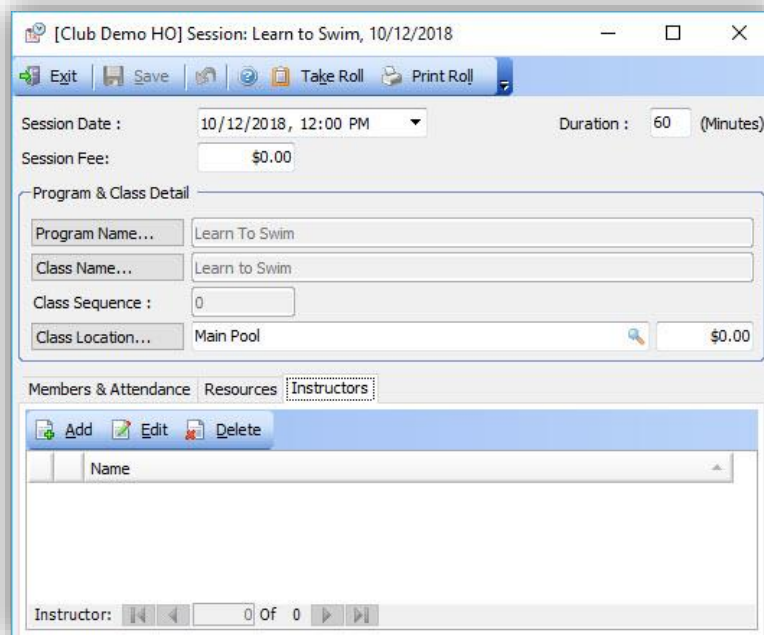 [Club Demo HO] Session: Learn to Swim, 10/12/2018
Exit Save Take Roll Print Roll
Session Date : 10/12/2018, 12:00 PM Duration : 60 (Minutes)
Session Fee: $0.00
Program & Class Detail
Program Name... Learn To Swim
Class Name... Learn to Swim
Class Sequence : 0
Class Location... Main Pool $0.00
Members & Attendance Resources Instructors
Add Edit Delete
Name
Instructor: 0 Of 0